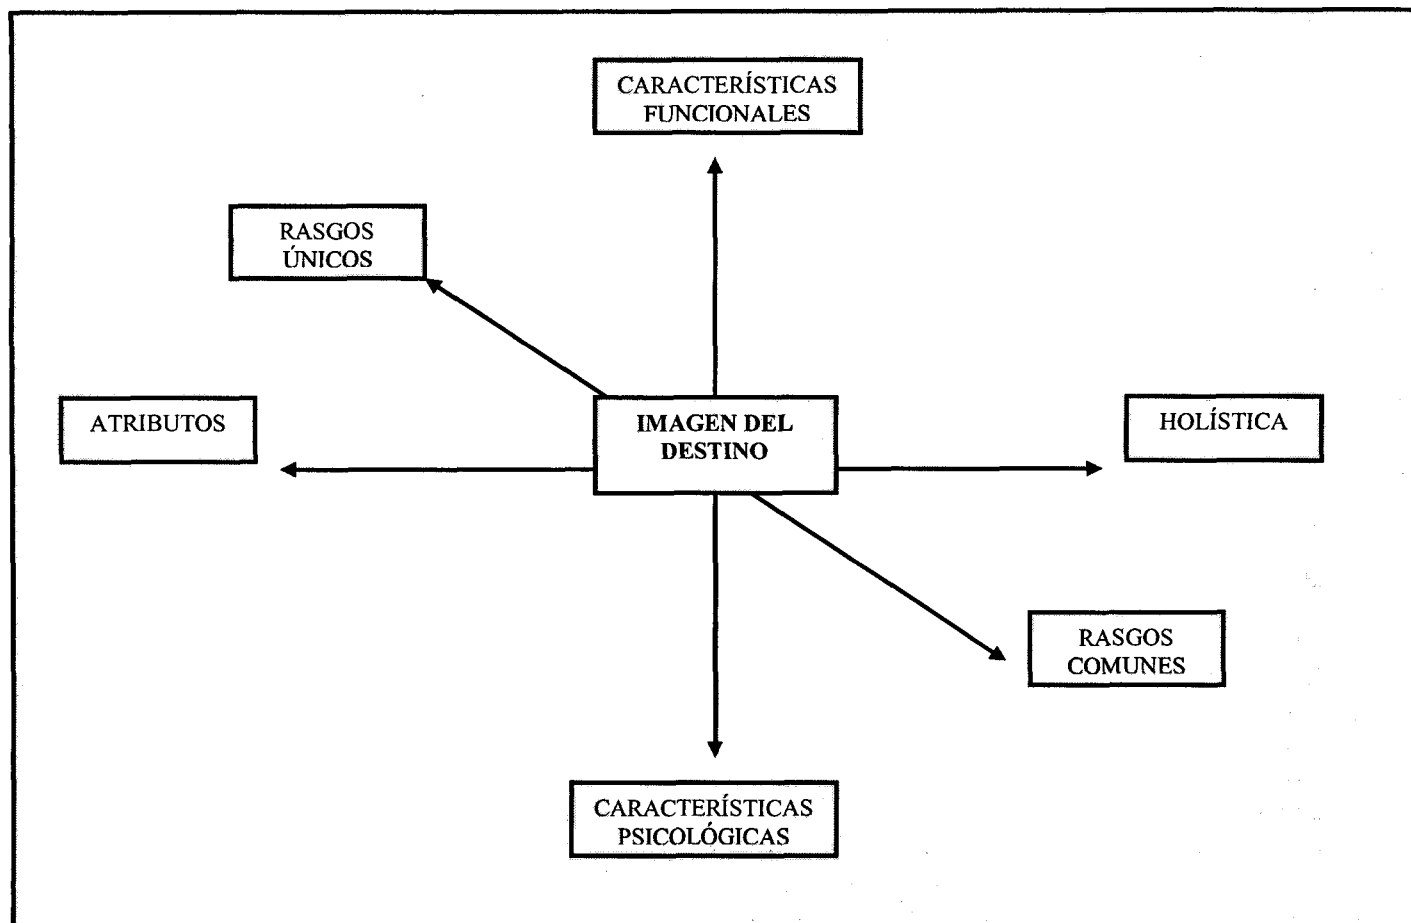 CARACTERÍSTICAS
FUNCIONALES
RASGOS
ÚNICOS
ATRIBUTOS
IMAGEN DEL
DESTINO
HOLÍSTICA
RASGOS
COMUNES
CARACTERÍSTICAS
PSICOLÓGICAS